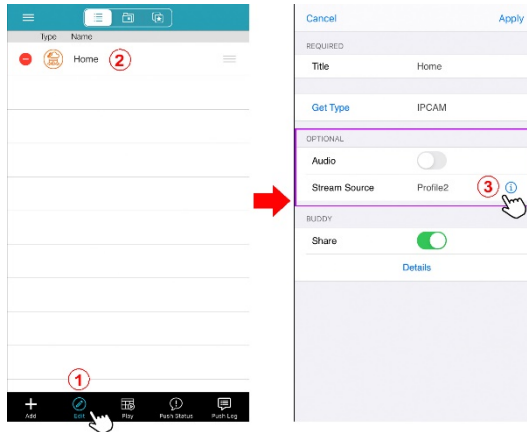 Type Name
Home
2
1
Add
Edit
Play
Push Status
Push Log
Cancel
Apply
REQUIRED
Title Home
Get Type IPCAM
OPTIONAL
Audio
Stream Source Profile2
3
BUDDY
Share
Details